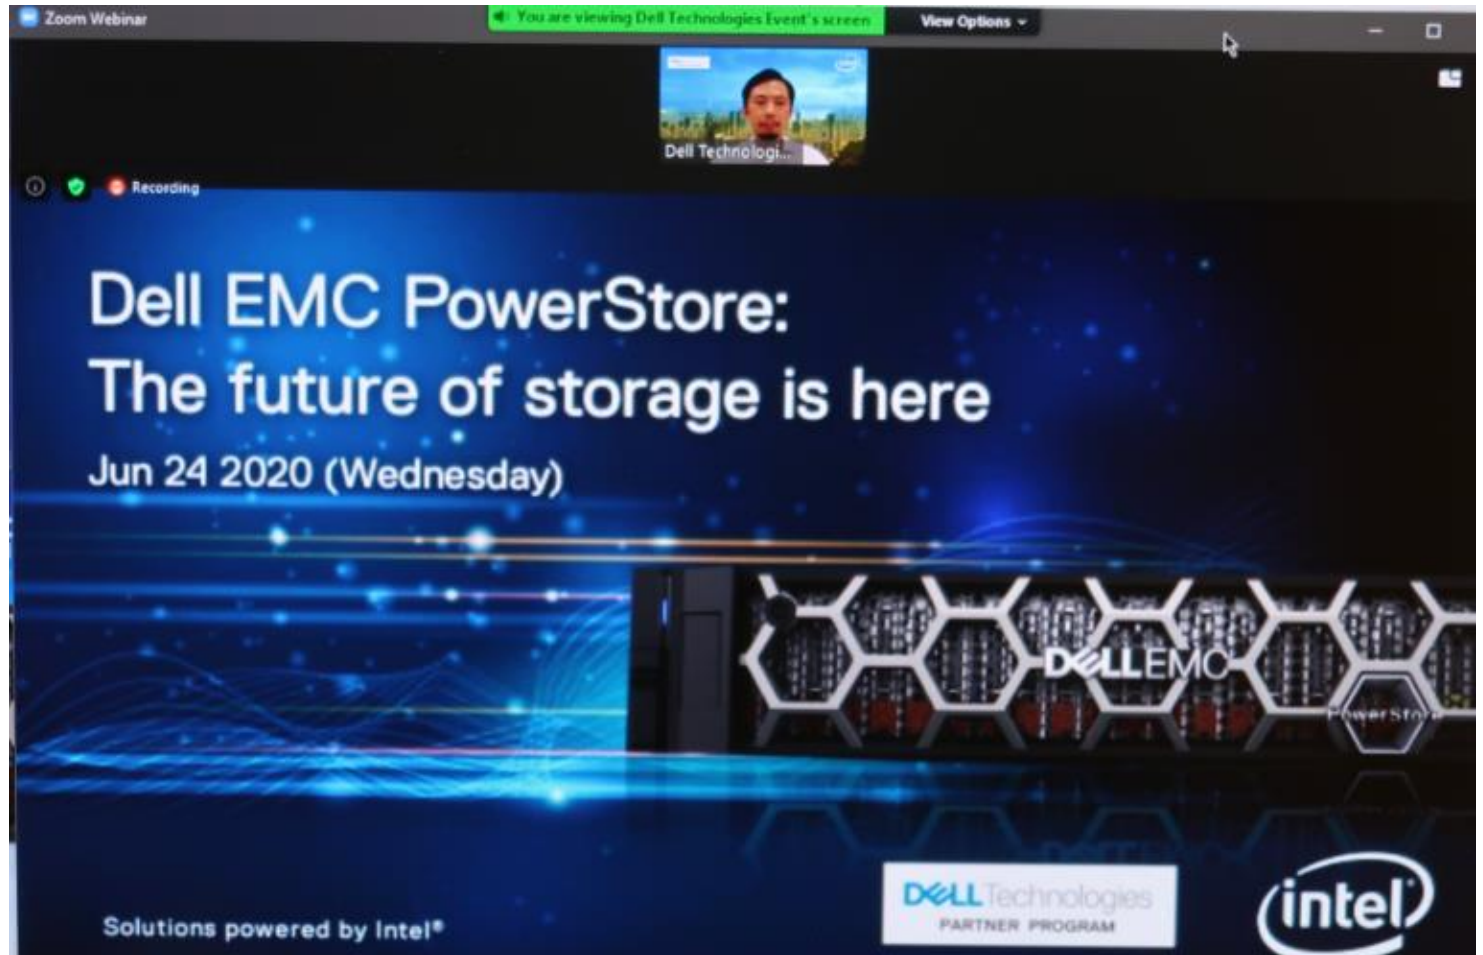 Zoom Webinar
You are viewing Dell Technologies Event's screen
View Options
Dell Technologi...
Recording
Dell EMC PowerStore:
The future of storage is here
Jun 24 2020 (Wednesday)
DELLEMC
PowerStore
Solutions powered by Intel®
DELL Technologies
PARTNER PROGRAM
intel